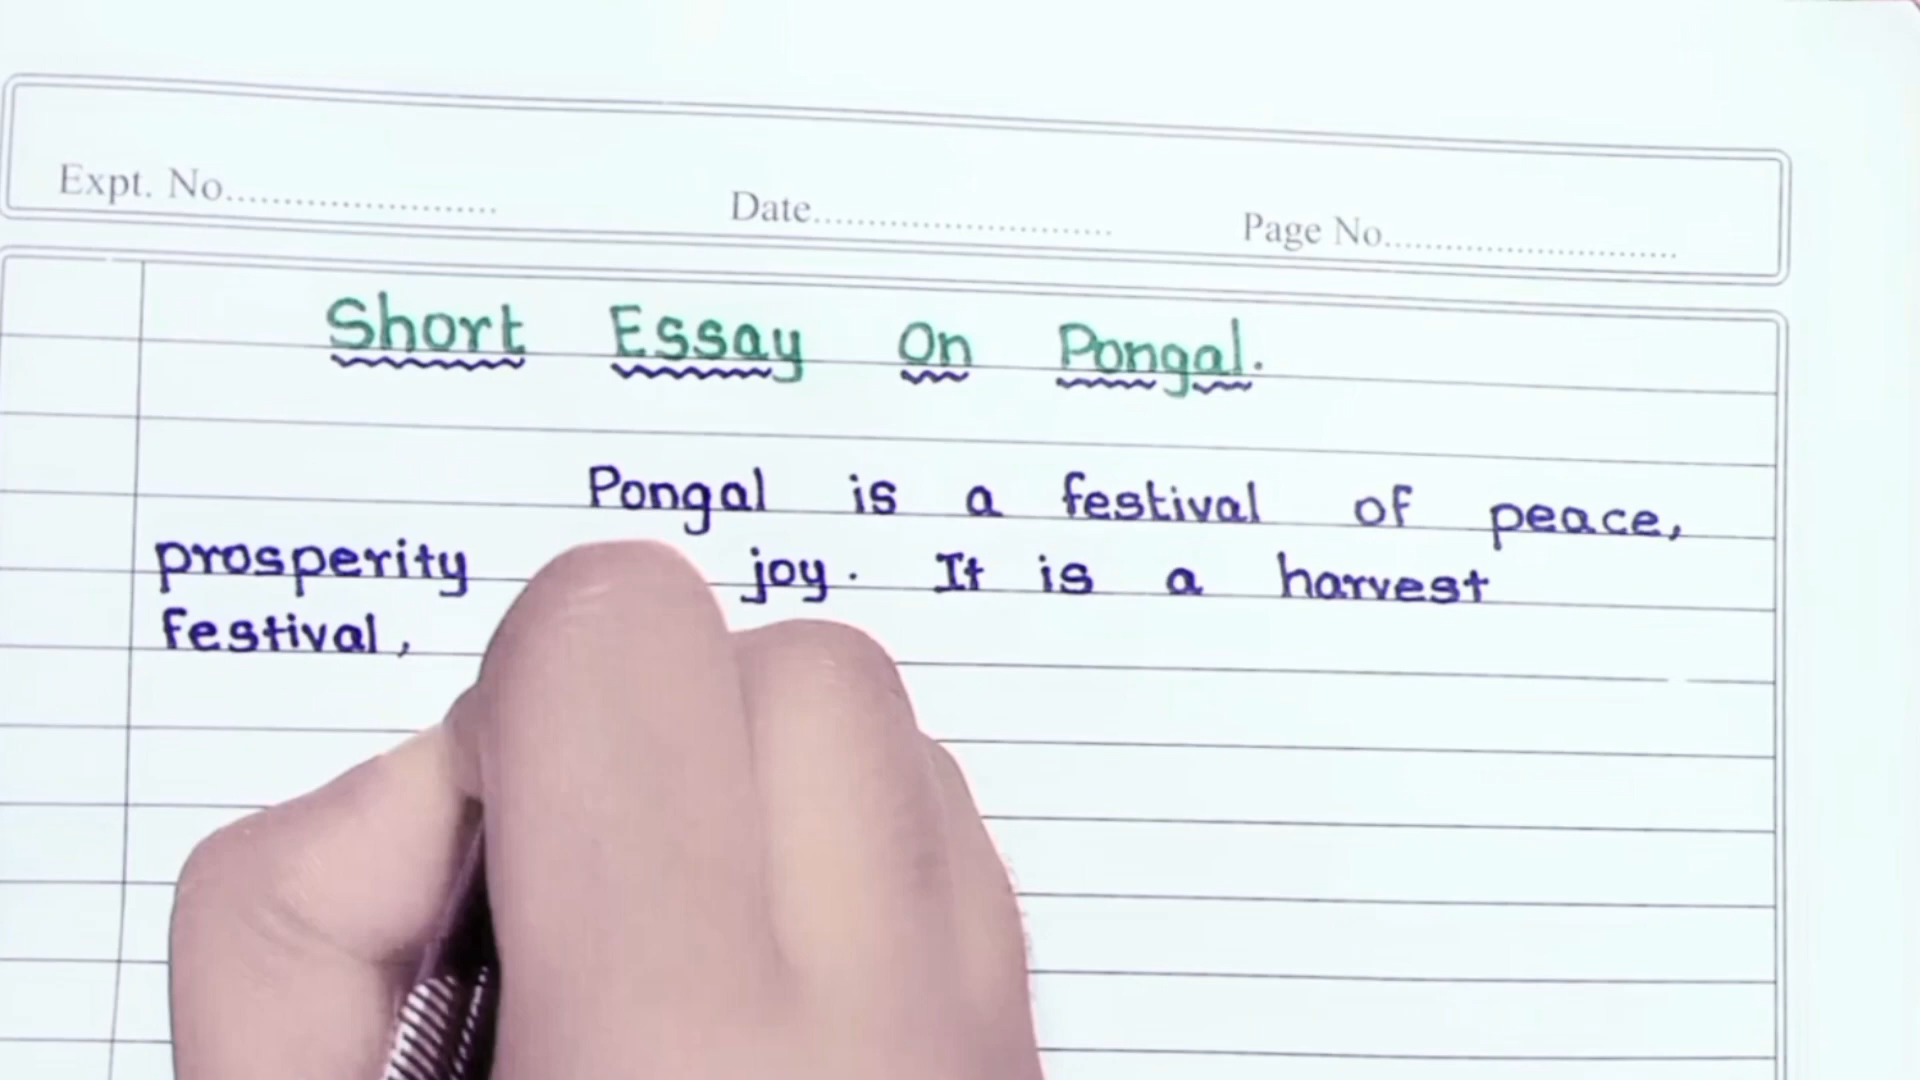 Expt. No.......................... Date.......................... Page No..........................
Short Essay On Pongal.
Pongal is a festival of peace,
prosperity joy. It is a harvest
festival,